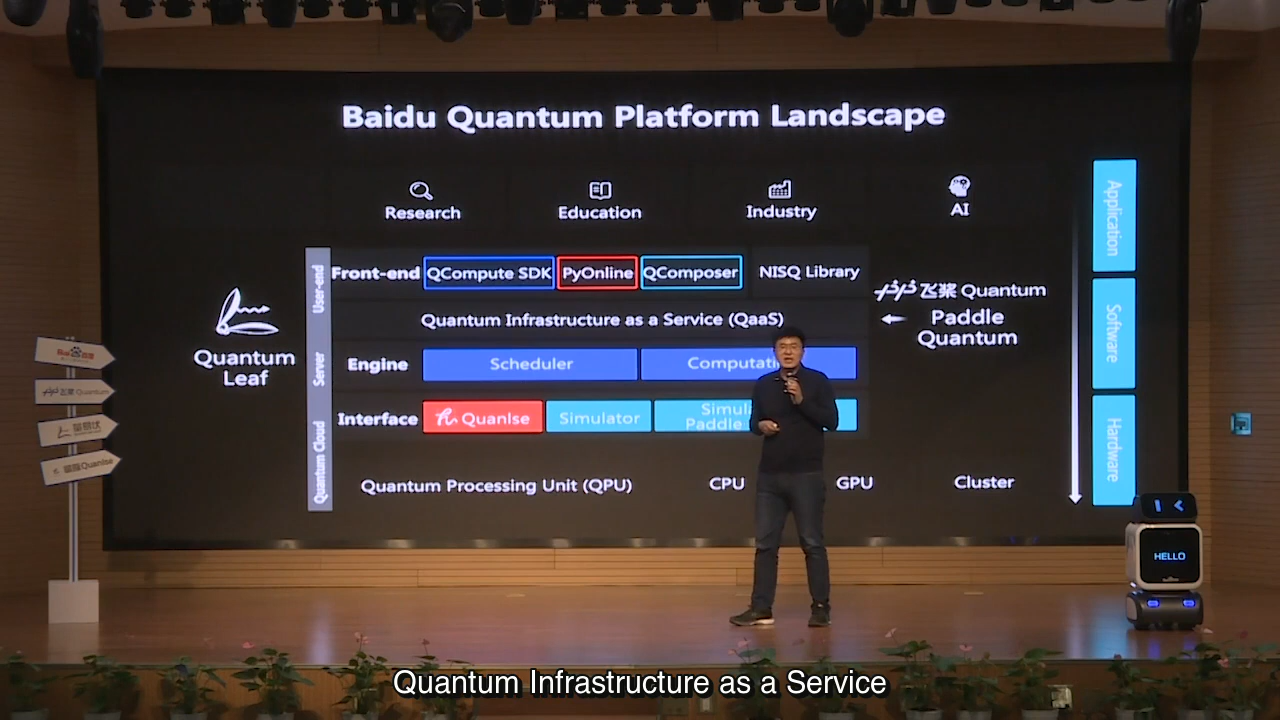 Baidu Quantum Platform Landscape
Research
Education
Industry
AI
Application
Software
Hardware
User-end
Server
Quantum Cloud
Front-end
QCompute SDK
PyOnline
QComposer
NISQ Library
Quantum Infrastructure as a Service (QaaS)
Engine
Scheduler
Interface
Quanlse
Simulator
Paddle
Quantum Processing Unit (QPU)
CPU
GPU
Cluster
Quantum
Leaf
飞桨 Quantum
Paddle
Quantum
Quanlse
HELLO
Quantum Infrastructure as a Service